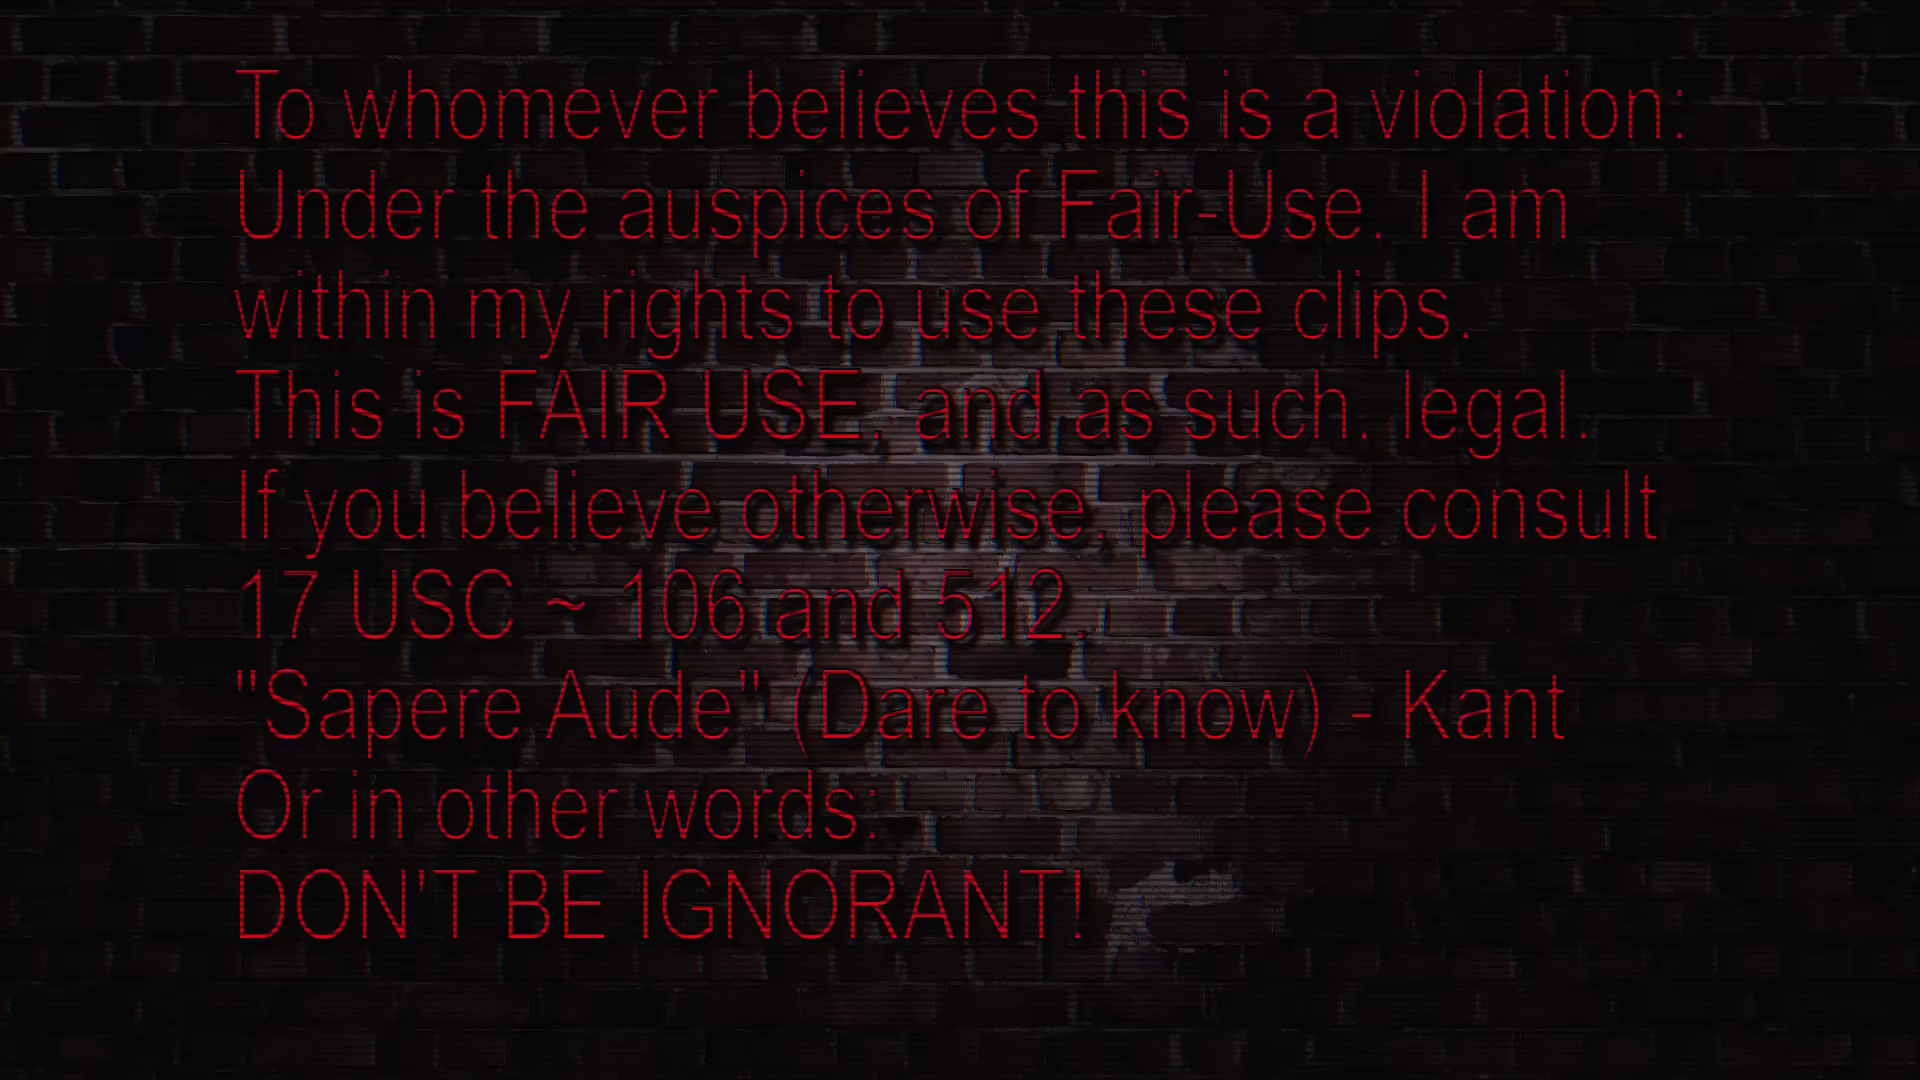 To whomever believes this is a violation:
Under the auspices of Fair-Use. I am
within my rights to use these clips.
This is FAIR USE, and as such. legal.
If you believe otherwise, please consult
17 USC ~ 106 and 512.
"Sapere Aude" (Dare to know) - Kant
Or in other words:
DON'T BE IGNORANT!